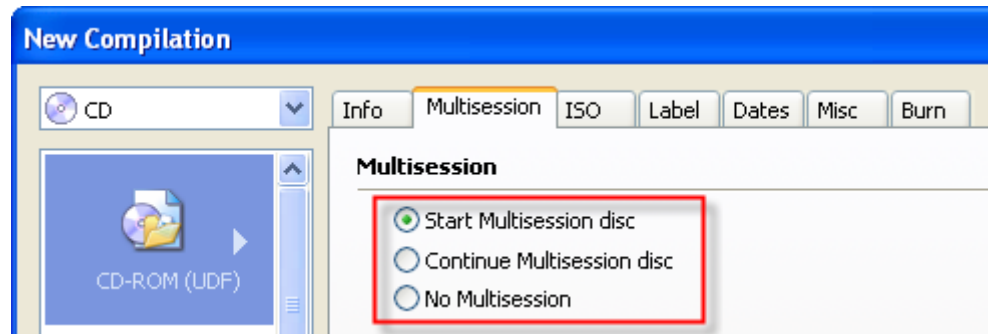 New Compilation
CD
Info Multisession ISO Label Dates Misc Burn
Multisession
Start Multisession disc
Continue Multisession disc
No Multisession
CD-ROM (UDF)